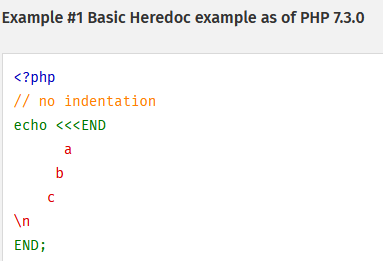 Example #1 Basic Heredoc example as of PHP 7.3.0
<?php
// no indentation
echo <<<END
      a
     b
    c
\n
END;